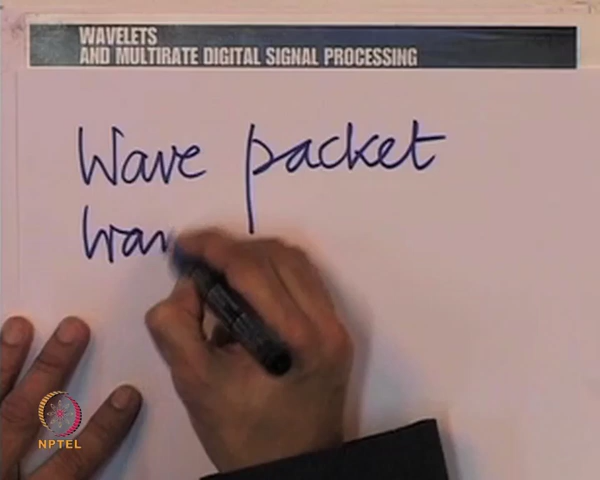 WAVELETS
AND MULTIRATE DIGITAL SIGNAL PROCESSING
Wave packet
NPTEL